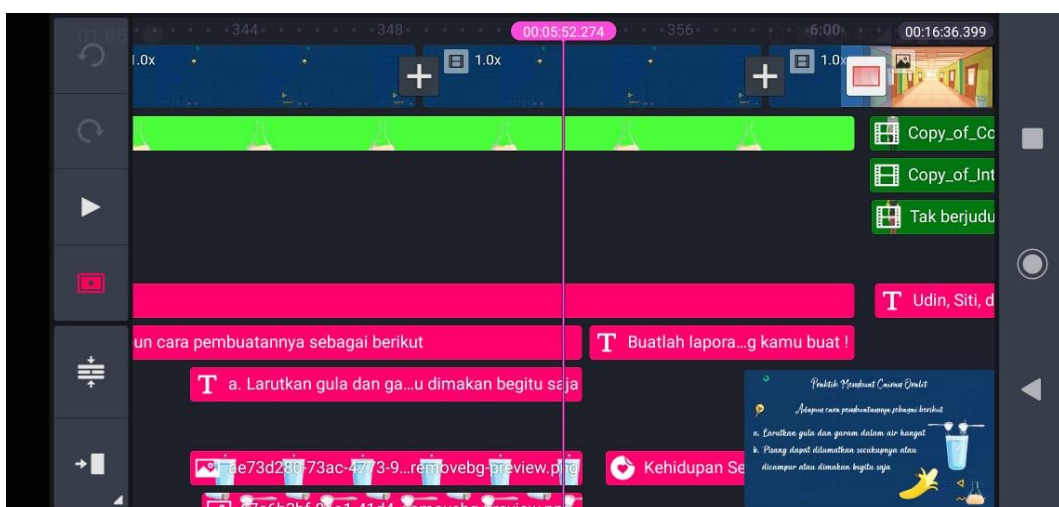 344
348
00:05:52.274
356
6:00
00:16:36.399
1.0x
1.0x
1.0x
Copy_of_Co
Copy_of_Int
Tak berjudu
T Udin, Siti, d
un cara pembuatannya sebagai berikut
T Buatlah lapora...g kamu buat !
T a. Larutkan gula dan ga...u dimakan begitu saja
ae73d280-73ac-4773-9...removebg-preview.png
Kehidupan Se
Praktik Membuat Cairan Oralit
Adapun cara pembuatannya sebagai berikut
a. Larutkan gula dan garam dalam air hangat
b. Pisang dapat dilumatkan secukupnya atau
dicampur atau dimakan begitu saja